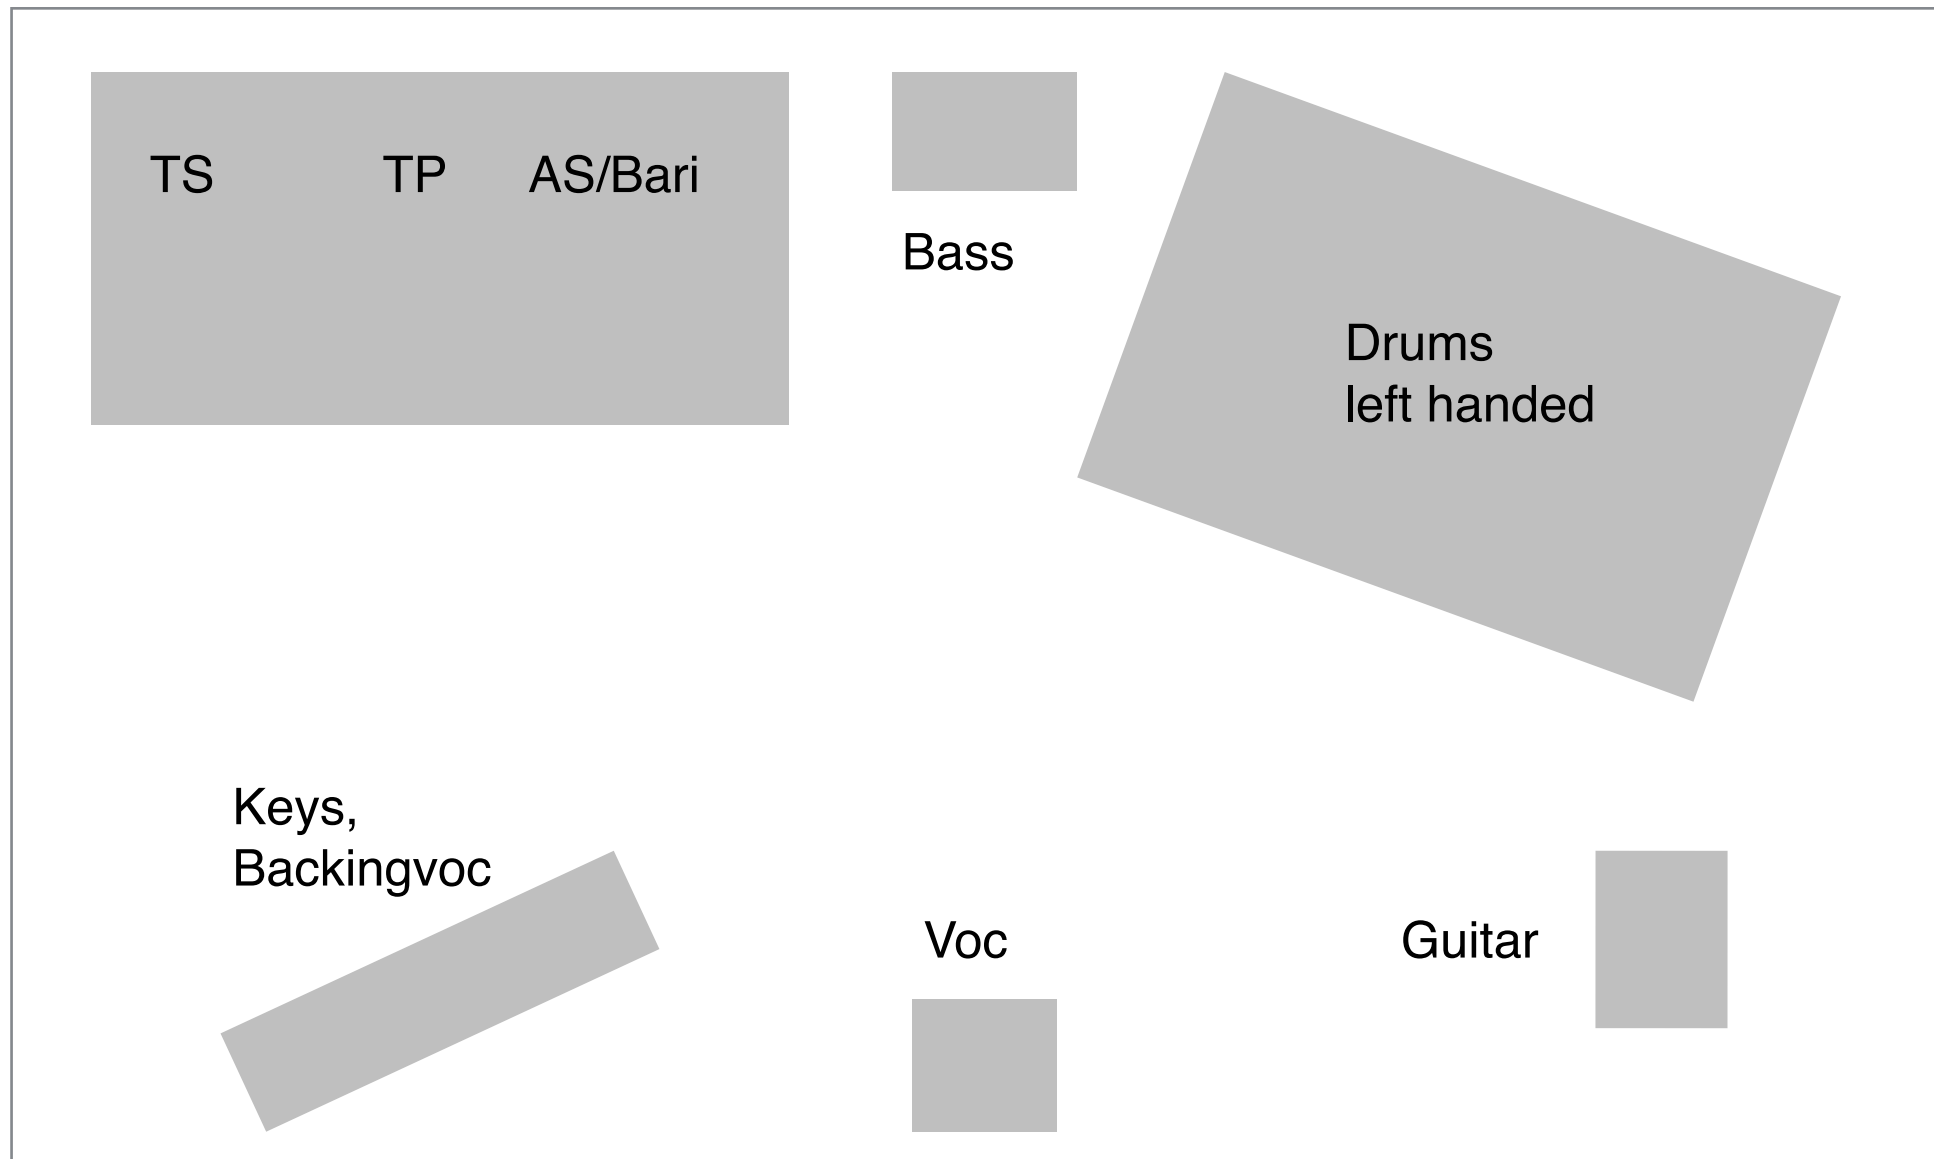 TS TP AS/Bari
Bass
Drums
left handed
Keys,
Backingvoc
Voc
Guitar